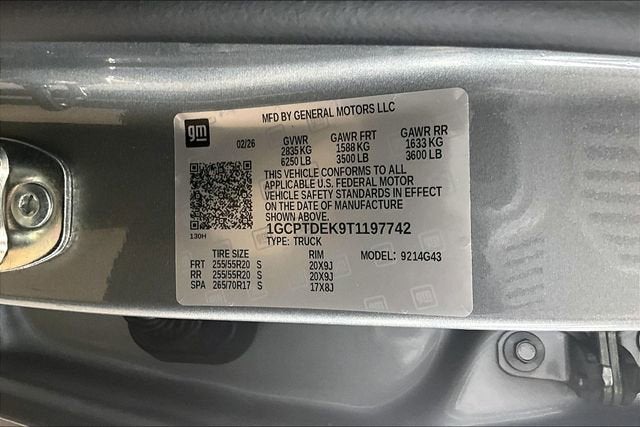 MFD BY GENERAL MOTORS LLC
gm
02/26 GVWR GAWR FRT GAWR RR
2835 KG 1588 KG 1633 KG
6250 LB 3500 LB 3600 LB
THIS VEHICLE CONFORMS TO ALL
APPLICABLE U.S. FEDERAL MOTOR
VEHICLE SAFETY STANDARDS IN EFFECT
ON THE DATE OF MANUFACTURE
SHOWN ABOVE.
130H
1GCPTDEK9T1197742
TYPE: TRUCK
MODEL: 9214G43
TIRE SIZE RIM
FRT 255/55R20 S 20X9J
RR 255/55R20 S 20X9J
SPA 265/70R17 S 17X8J